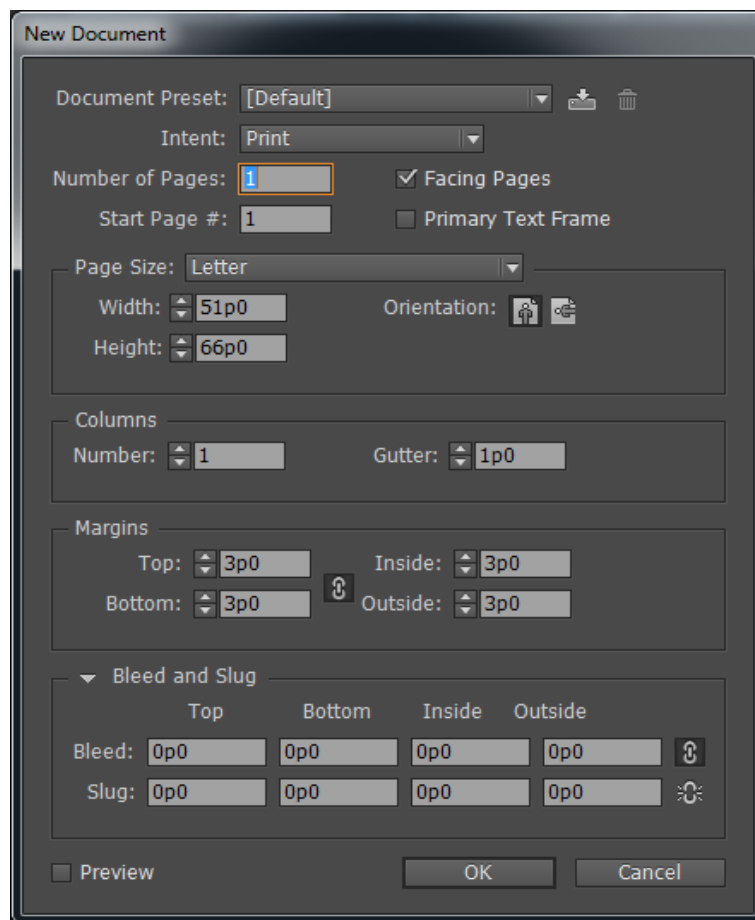 New Document
Document Preset: [Default]
Intent: Print
Number of Pages: 1 Facing Pages
Start Page #: 1 Primary Text Frame
Page Size: Letter
Width: 51p0 Orientation:
Height: 66p0
Columns
Number: 1 Gutter: 1p0
Margins
Top: 3p0 Inside: 3p0
Bottom: 3p0 Outside: 3p0
Bleed and Slug
Top Bottom Inside Outside
Bleed: 0p0 0p0 0p0 0p0
Slug: 0p0 0p0 0p0 0p0
Preview OK Cancel